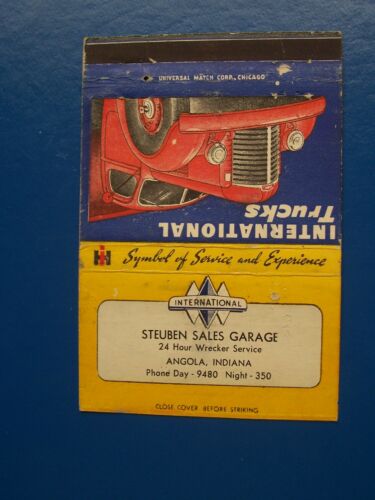 UNIVERSAL MATCH CORP., CHICAGO
INTERNATIONAL
Trucks
IH Symbol of Service and Experience
INTERNATIONAL
STEUBEN SALES GARAGE
24 Hour Wrecker Service
ANGOLA, INDIANA
Phone Day - 9480 Night - 350
CLOSE COVER BEFORE STRIKING